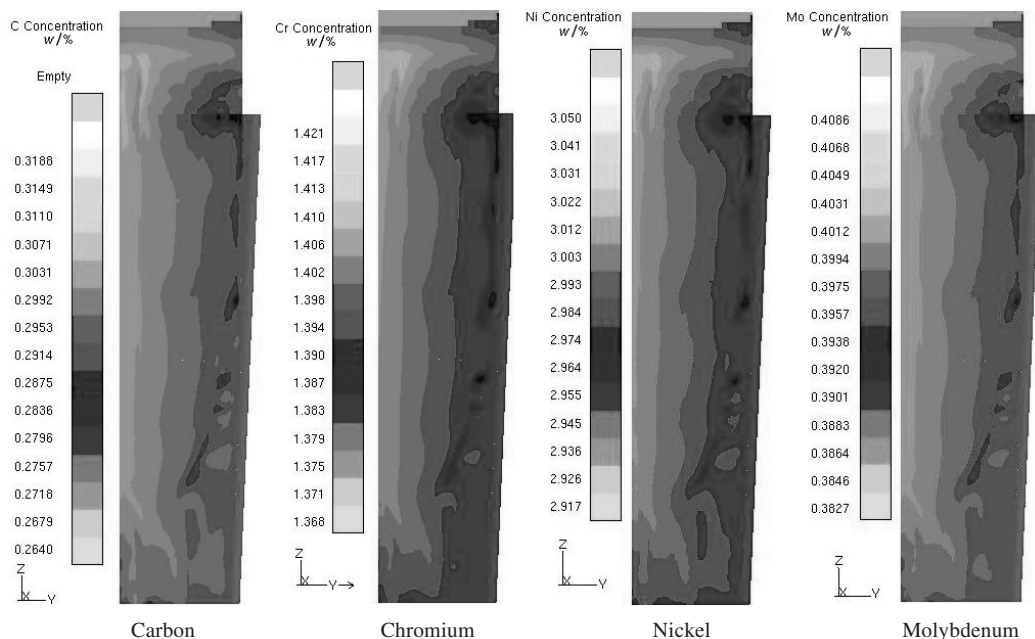 C Concentration
w/%
Empty
0.3188
0.3149
0.3110
0.3071
0.3031
0.2992
0.2953
0.2914
0.2875
0.2836
0.2796
0.2757
0.2718
0.2679
0.2640
Z
X Y
Carbon
Cr Concentration
w/%
1.421
1.417
1.413
1.410
1.406
1.402
1.398
1.394
1.390
1.387
1.383
1.379
1.375
1.371
1.368
Z
X Y
Chromium
Ni Concentration
w/%
3.050
3.041
3.031
3.022
3.012
3.003
2.993
2.984
2.974
2.964
2.955
2.945
2.936
2.926
2.917
Z
X Y
Nickel
Mo Concentration
w/%
0.4086
0.4068
0.4049
0.4031
0.4012
0.3994
0.3975
0.3957
0.3938
0.3920
0.3901
0.3883
0.3864
0.3846
0.3827
Z
X Y
Molybdenum